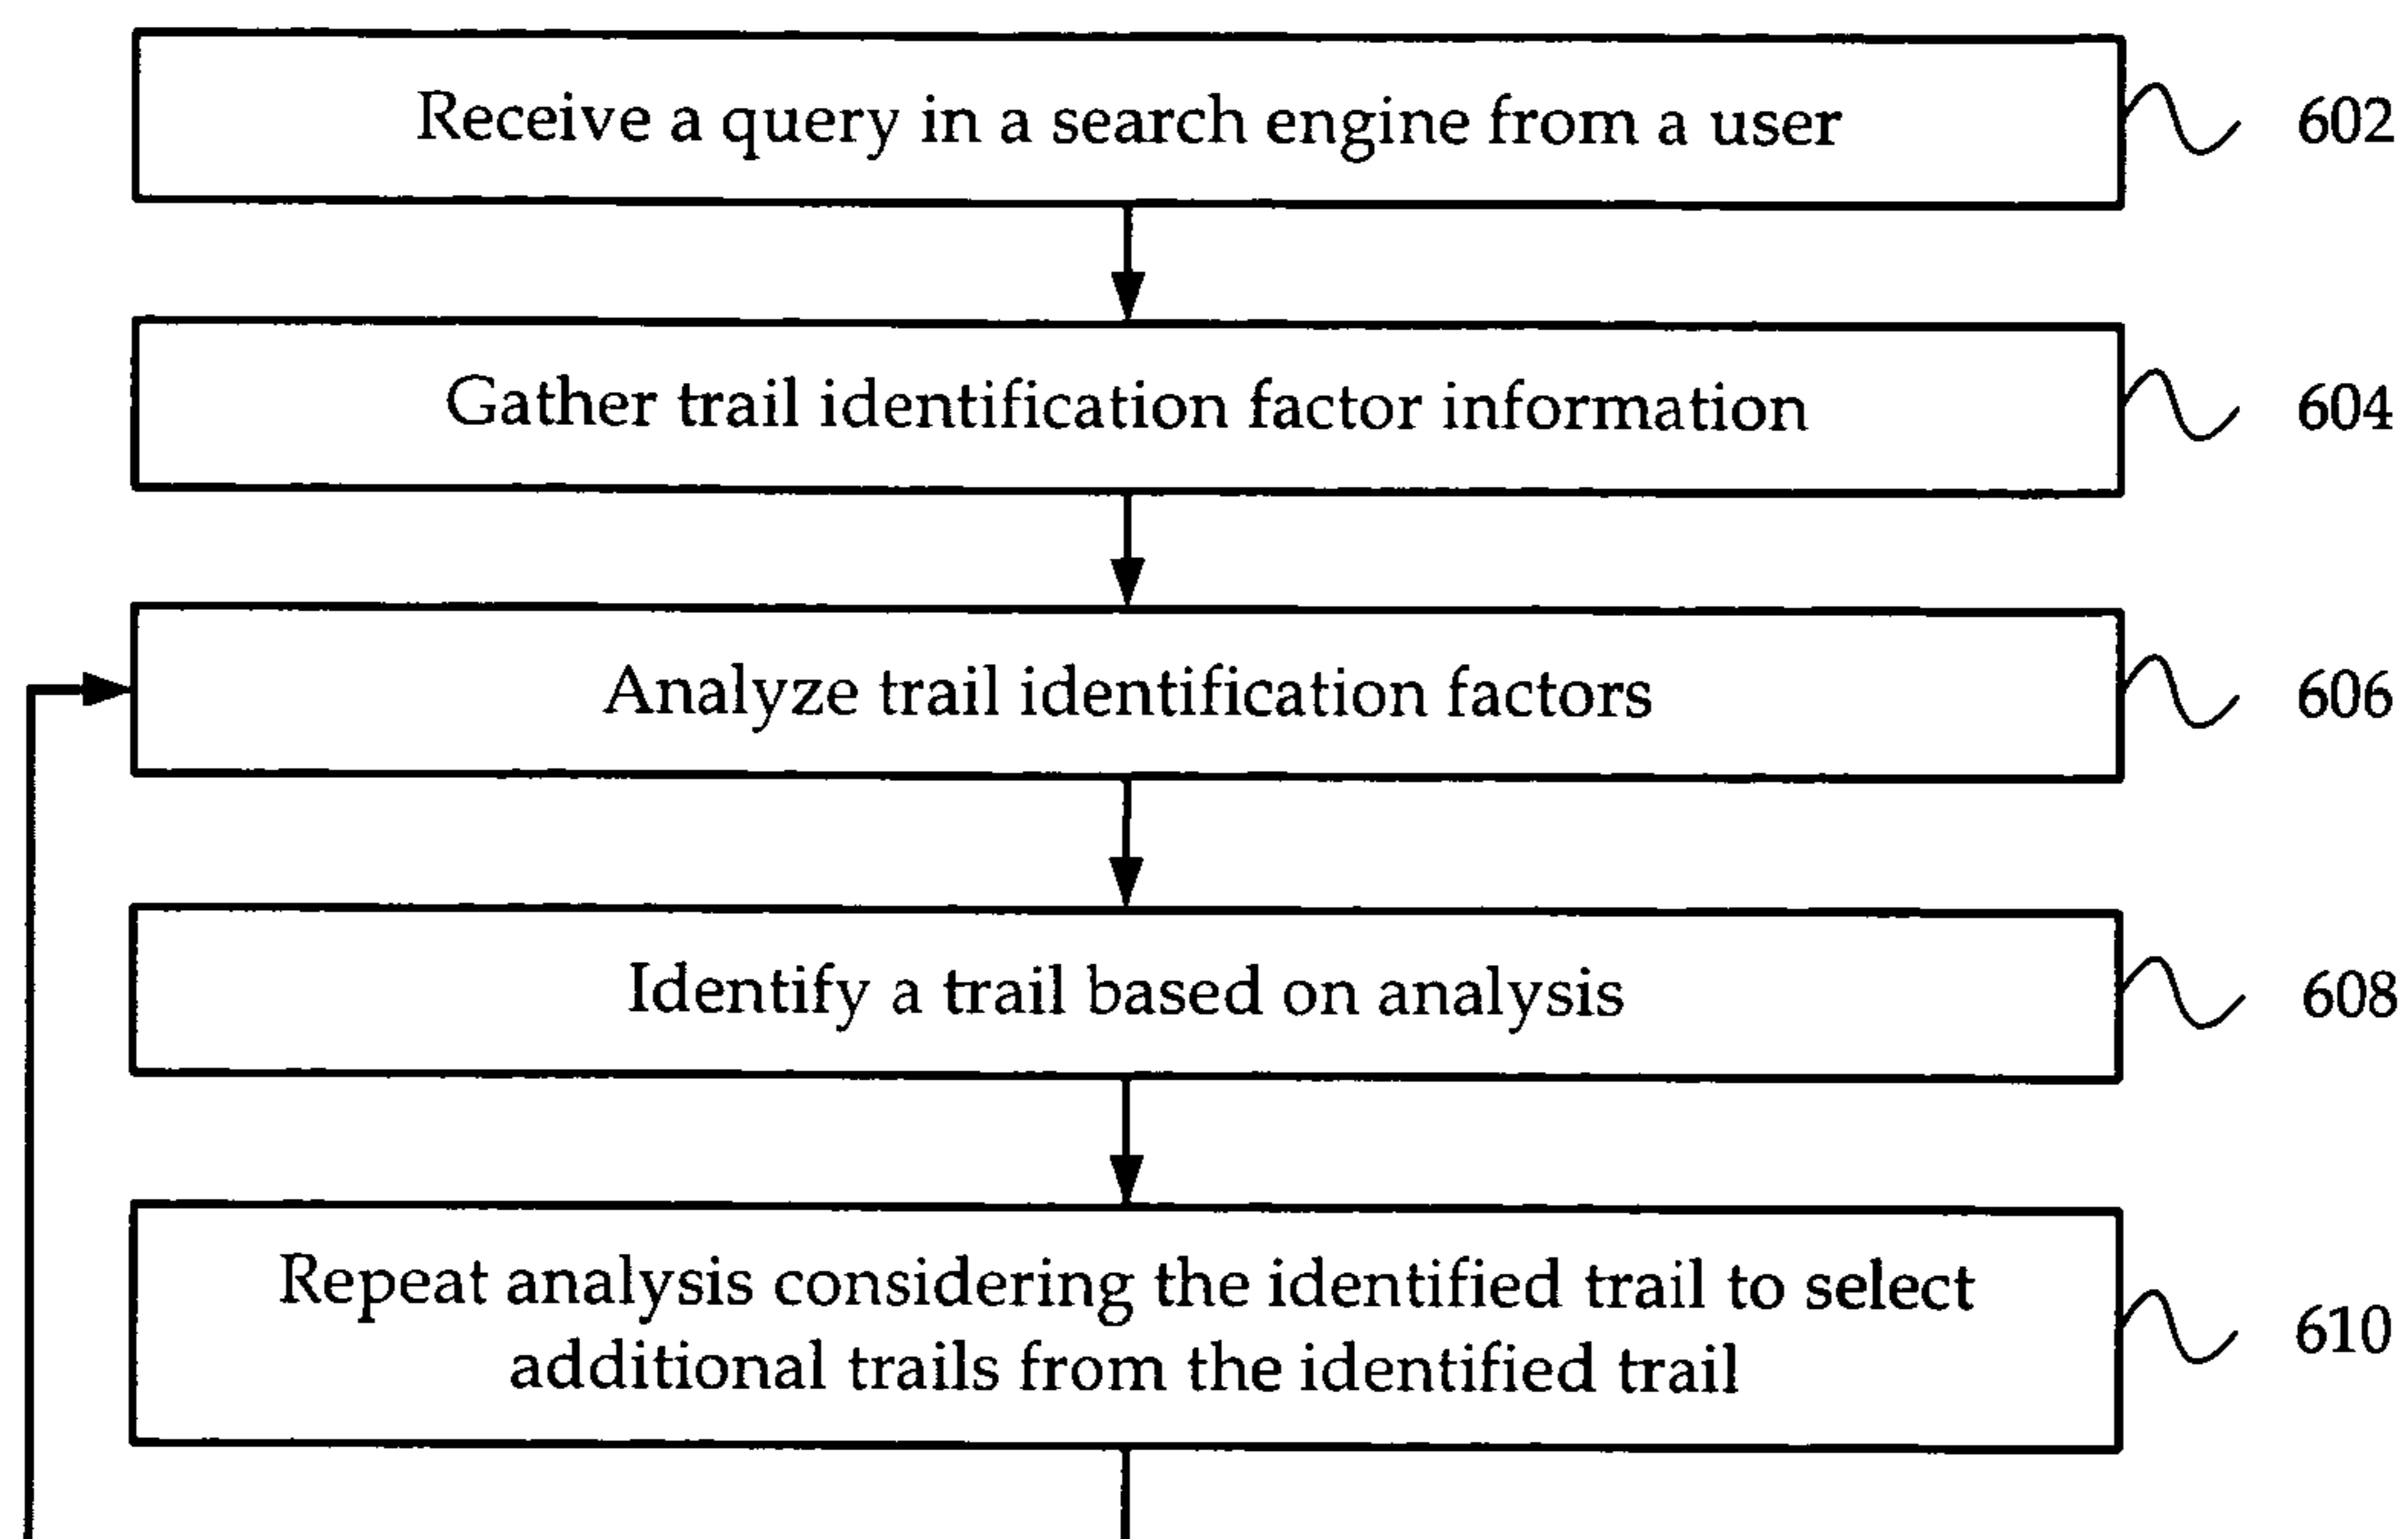 Receive a query in a search engine from a user
602
Gather trail identification factor information
604
Analyze trail identification factors
606
Identify a trail based on analysis
608
Repeat analysis considering the identified trail to select
additional trails from the identified trail
610